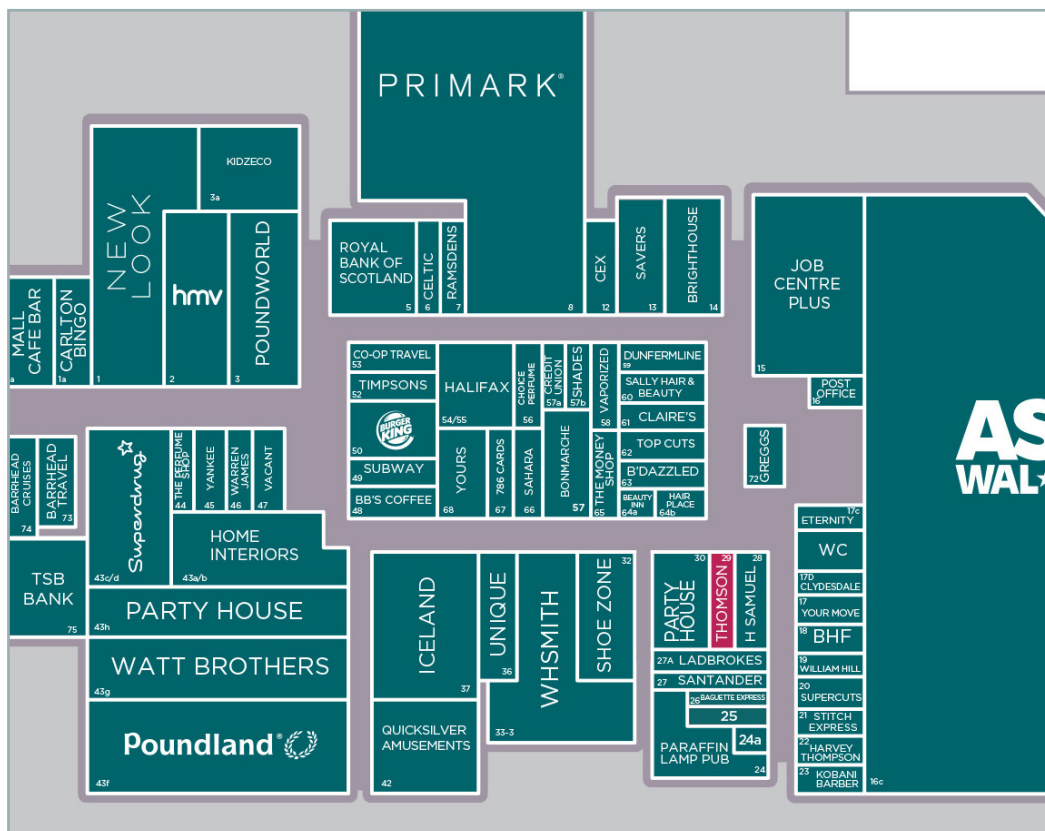 PRIMARK®
8
KIDZECO
3a
NEW
LOOK
1
hmv
2
POUNDWORLD
3
MALL
CAFE BAR
a
CARLTON
BINGO
1a
ROYAL
BANK OF
SCOTLAND
5
CELTIC
6
RAMSDENS
7
CEX
12
SAVERS
13
BRIGHTHOUSE
14
JOB
CENTRE
PLUS
15
POST
OFFICE
16
AS
WAL
16c
CO-OP TRAVEL
53
TIMPSONS
52
BURGER
KING
50
SUBWAY
49
BB'S COFFEE
48
HALIFAX
54/55
CHOICE
PERFUME
56
CREDIT
UNION
57a
SHADES
57b
VAPORIZED
58
DUNFERMLINE
59
SALLY HAIR &
BEAUTY
60
CLAIRE'S
61
TOP CUTS
62
B'DAZZLED
63
BEAUTY
INN
64a
HAIR
PLACE
64b
YOURS
68
786 CARDS
67
SAHARA
66
BONMARCHE
57
THE MONEY
SHOP
65
GREGGS
72
BARRHEAD
CRUISES
74
BARRHEAD
TRAVEL
73
TSB
BANK
75
Superdrug
43c/d
THE PERFUME
SHOP
44
YANKEE
45
WARREN
JAMES
46
VACANT
47
HOME
INTERIORS
43a/b
PARTY HOUSE
43h
WATT BROTHERS
43g
Poundland®
43f
ICELAND
37
UNIQUE
36
WHSMITH
33-3
SHOE ZONE
32
QUICKSILVER
AMUSEMENTS
42
PARTY
HOUSE
30
THOMSON
29
H SAMUEL
28
27A LADBROKES
27 SANTANDER
26 BAGUETTE EXPRESS
25
24a
PARAFFIN
LAMP PUB
24
17c
ETERNITY
WC
17D
CLYDESDALE
17
YOUR MOVE
18
BHF
19
WILLIAM HILL
20
SUPERCUTS
21 STITCH
EXPRESS
22
HARVEY
THOMPSON
23 KOBANI
BARBER